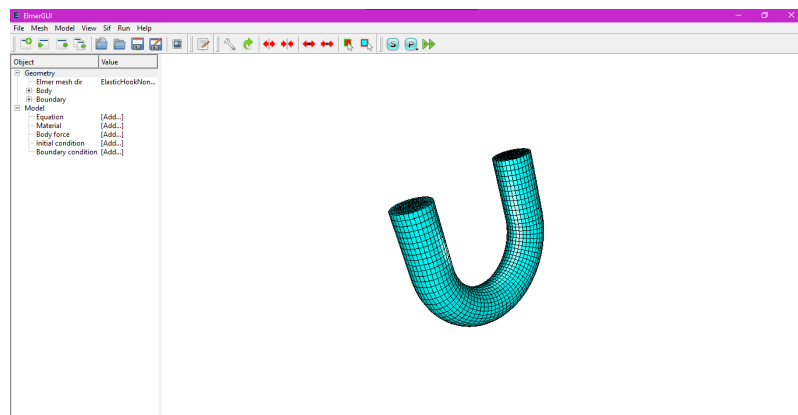 E ElmerGUI
File Mesh Model View Sif Run Help
S P
Object Value
Geometry
Elmer mesh dir ElasticHookNon...
Body
Boundary
Model
Equation [Add...]
Material [Add...]
Body force [Add...]
Initial condition [Add...]
Boundary condition [Add...]